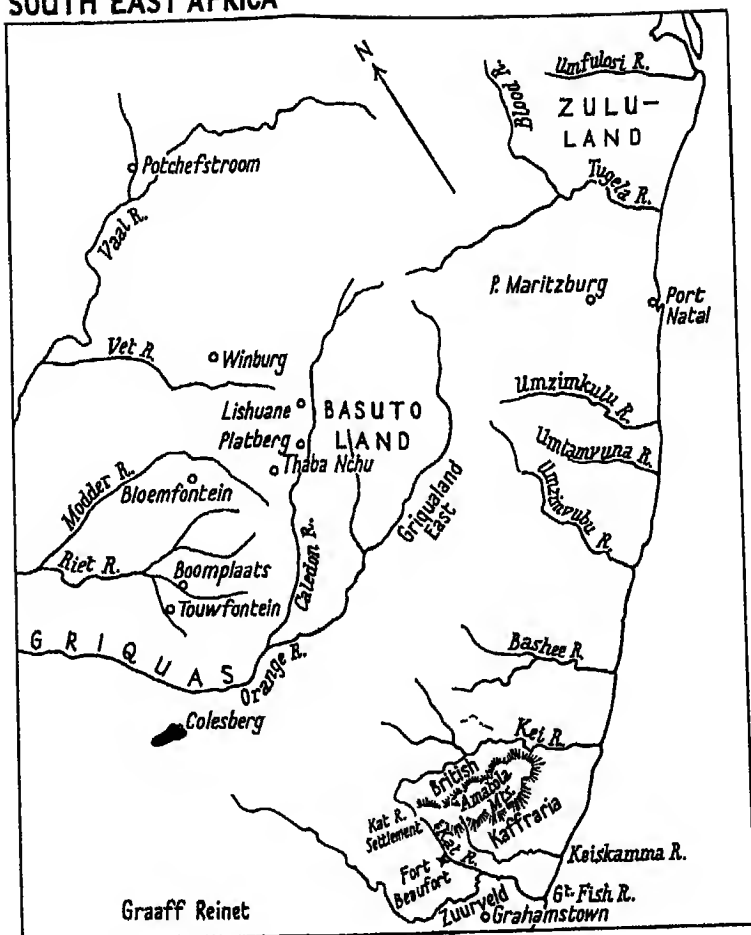 SOUTH EAST AFRICA
N
Umfulosi R.
Blood R.
ZULU-
LAND
Tugela R.
Potchefstroom
Vaal R.
P. Maritzburg
Port
Natal
Vet R.
Winburg
Lishuane
BASUTO
LAND
Platberg
Thaba Nchu
Umzimkulu R.
Umtamvuna R.
Umzimvubu R.
Modder R.
Bloemfontein
Griqualand
East
Riet R.
Boomplaats
Touwfontein
Caledon R.
GRIQUAS
Orange R.
Bashee R.
Colesberg
Kei R.
British
Amatola
Mts.
Kaffraria
Kat R.
Settlement
Kat R.
Keiskamma R.
Fort
Beaufort
Gt. Fish R.
Zuurveld
Graaff Reinet
Grahamstown